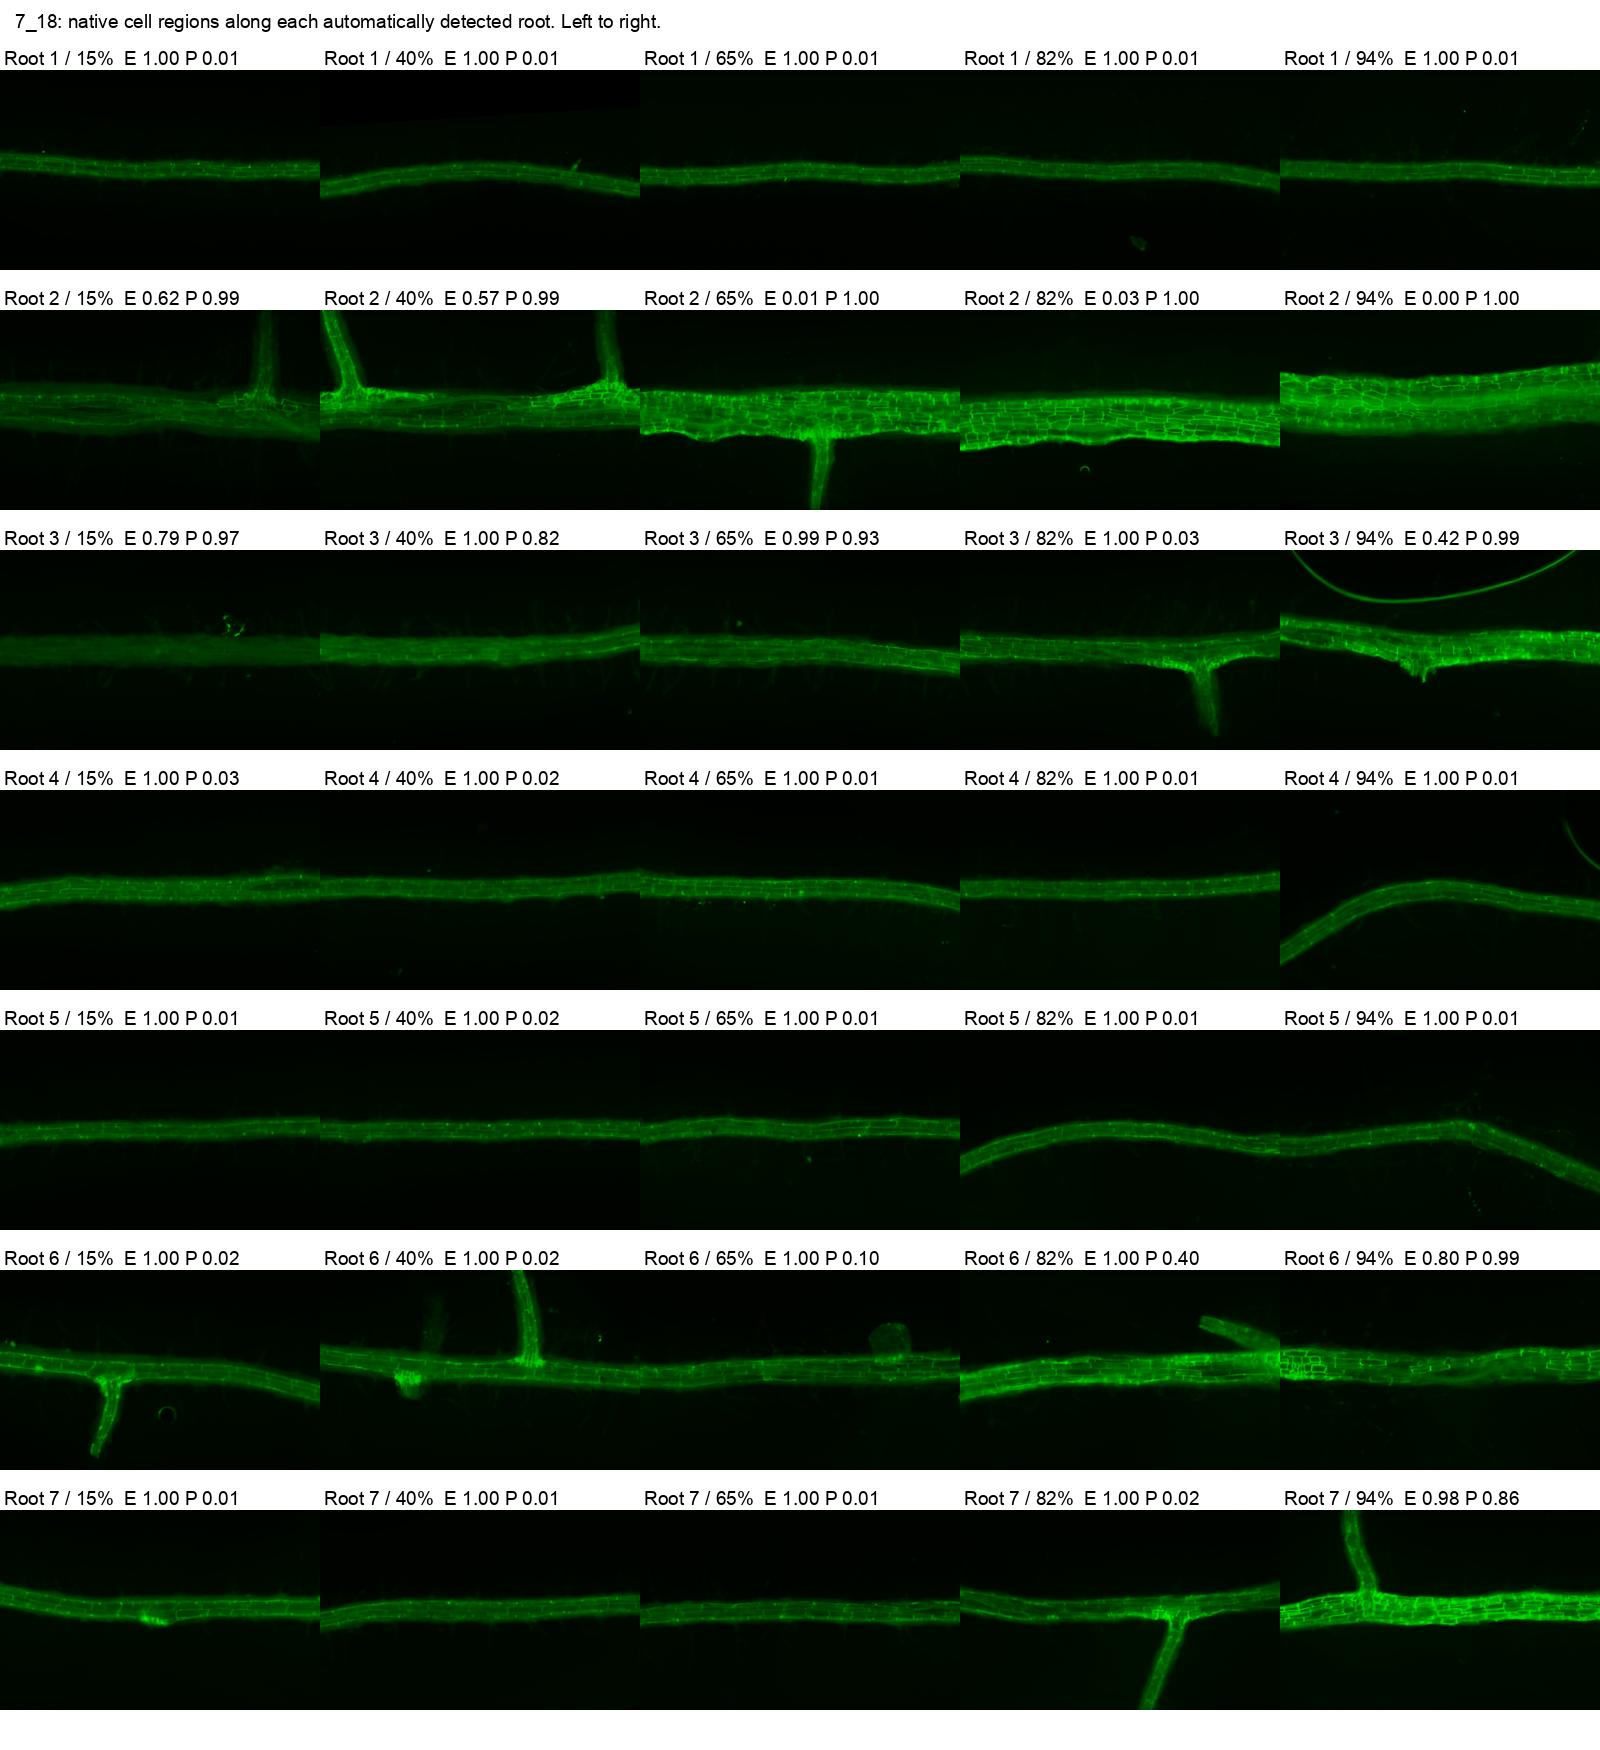 7_18: native cell regions along each automatically detected root. Left to right.
Root 1 / 15%  E 1.00 P 0.01
Root 1 / 40%  E 1.00 P 0.01
Root 1 / 65%  E 1.00 P 0.01
Root 1 / 82%  E 1.00 P 0.01
Root 1 / 94%  E 1.00 P 0.01
Root 2 / 15%  E 0.62 P 0.99
Root 2 / 40%  E 0.57 P 0.99
Root 2 / 65%  E 0.01 P 1.00
Root 2 / 82%  E 0.03 P 1.00
Root 2 / 94%  E 0.00 P 1.00
Root 3 / 15%  E 0.79 P 0.97
Root 3 / 40%  E 1.00 P 0.82
Root 3 / 65%  E 0.99 P 0.93
Root 3 / 82%  E 1.00 P 0.03
Root 3 / 94%  E 0.42 P 0.99
Root 4 / 15%  E 1.00 P 0.03
Root 4 / 40%  E 1.00 P 0.02
Root 4 / 65%  E 1.00 P 0.01
Root 4 / 82%  E 1.00 P 0.01
Root 4 / 94%  E 1.00 P 0.01
Root 5 / 15%  E 1.00 P 0.01
Root 5 / 40%  E 1.00 P 0.02
Root 5 / 65%  E 1.00 P 0.01
Root 5 / 82%  E 1.00 P 0.01
Root 5 / 94%  E 1.00 P 0.01
Root 6 / 15%  E 1.00 P 0.02
Root 6 / 40%  E 1.00 P 0.02
Root 6 / 65%  E 1.00 P 0.10
Root 6 / 82%  E 1.00 P 0.40
Root 6 / 94%  E 0.80 P 0.99
Root 7 / 15%  E 1.00 P 0.01
Root 7 / 40%  E 1.00 P 0.01
Root 7 / 65%  E 1.00 P 0.01
Root 7 / 82%  E 1.00 P 0.02
Root 7 / 94%  E 0.98 P 0.86